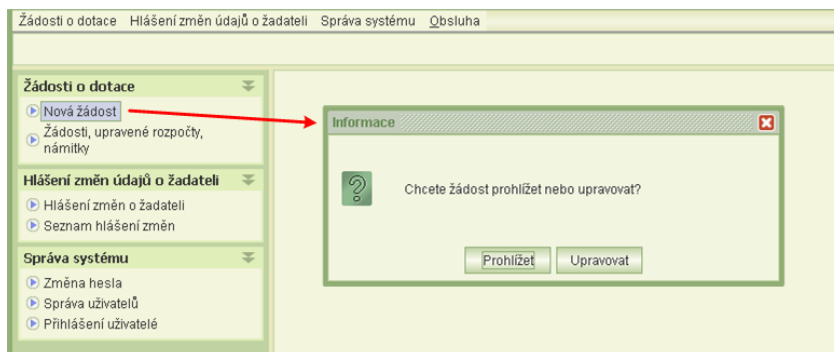 Žádosti o dotace Hlášení změn údajů o žadateli Správa systému Obsluha
Žádosti o dotace
Nová žádost
Žádosti, upravené rozpočty,
námitky
Hlášení změn údajů o žadateli
Hlášení změn o žadateli
Seznam hlášení změn
Správa systému
Změna hesla
Správa uživatelů
Přihlášení uživatelé
Informace
Chcete žádost prohlížet nebo upravovat?
Prohlížet Upravovat